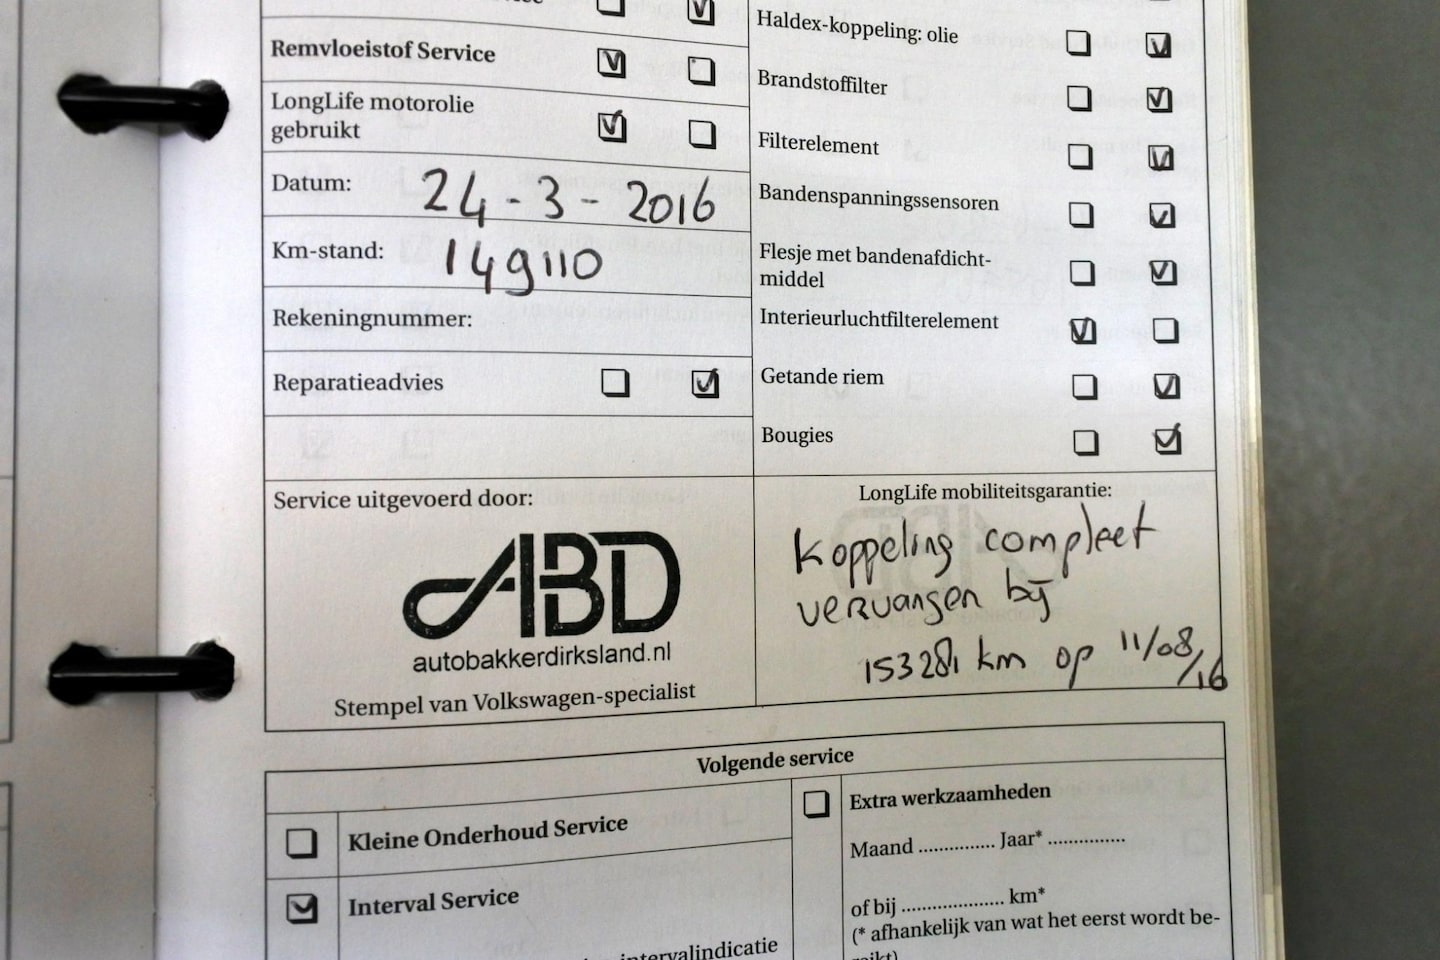 Remvloeistof Service
LongLife motorolie
gebruikt
Datum: 24-3-2016
Km-stand: 149110
Rekeningnummer:
Reparatieadvies
Haldex-koppeling: olie
Brandstoffilter
Filterelement
Bandenspanningssensoren
Flesje met bandenafdicht-
middel
Interieurluchtfilterelement
Getande riem
Bougies
Service uitgevoerd door:
ABD
autobakkerdirksland.nl
Stempel van Volkswagen-specialist
LongLife mobiliteitsgarantie:
Koppeling compleet
vervangen bij
153281 km op 11/08
/16
Volgende service
Kleine Onderhoud Service
Interval Service
intervalindicatie
Extra werkzaamheden
Maand .............. Jaar* ..............
of bij ................... km*
(* afhankelijk van wat het eerst wordt be-